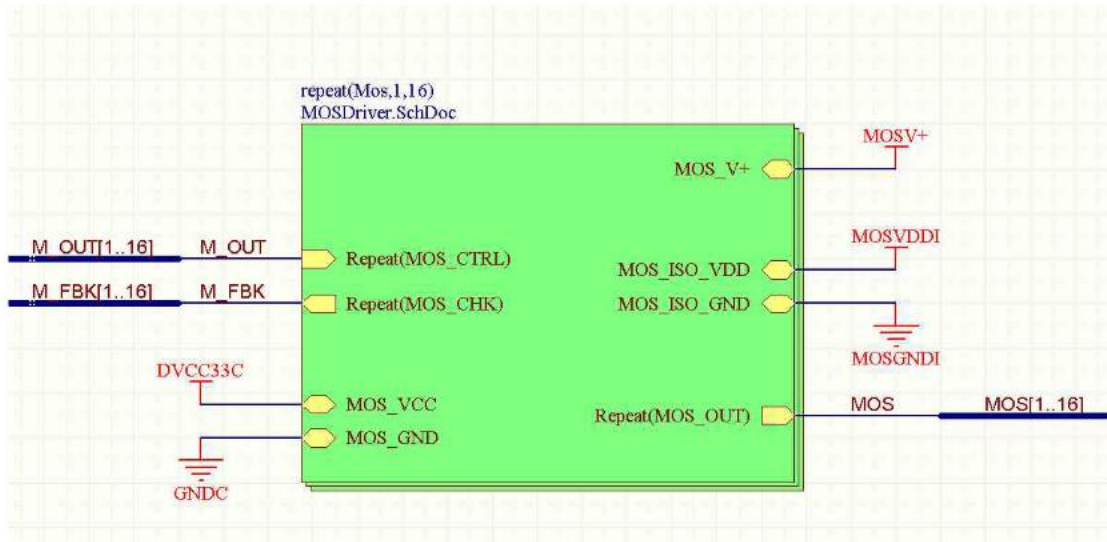 repeat(Mos,1,16)
MOSDriver.SchDoc
MOSV+
MOS_V+
M_OUT[1..16] M_OUT
Repeat(MOS_CTRL)
MOSVDDI
MOS_ISO_VDD
M_FBK[1..16] M_FBK
Repeat(MOS_CHK)
MOS_ISO_GND
MOSGNDI
DVCC33C
MOS_VCC
Repeat(MOS_OUT)
MOS MOS[1..16]
MOS_GND
GNDC